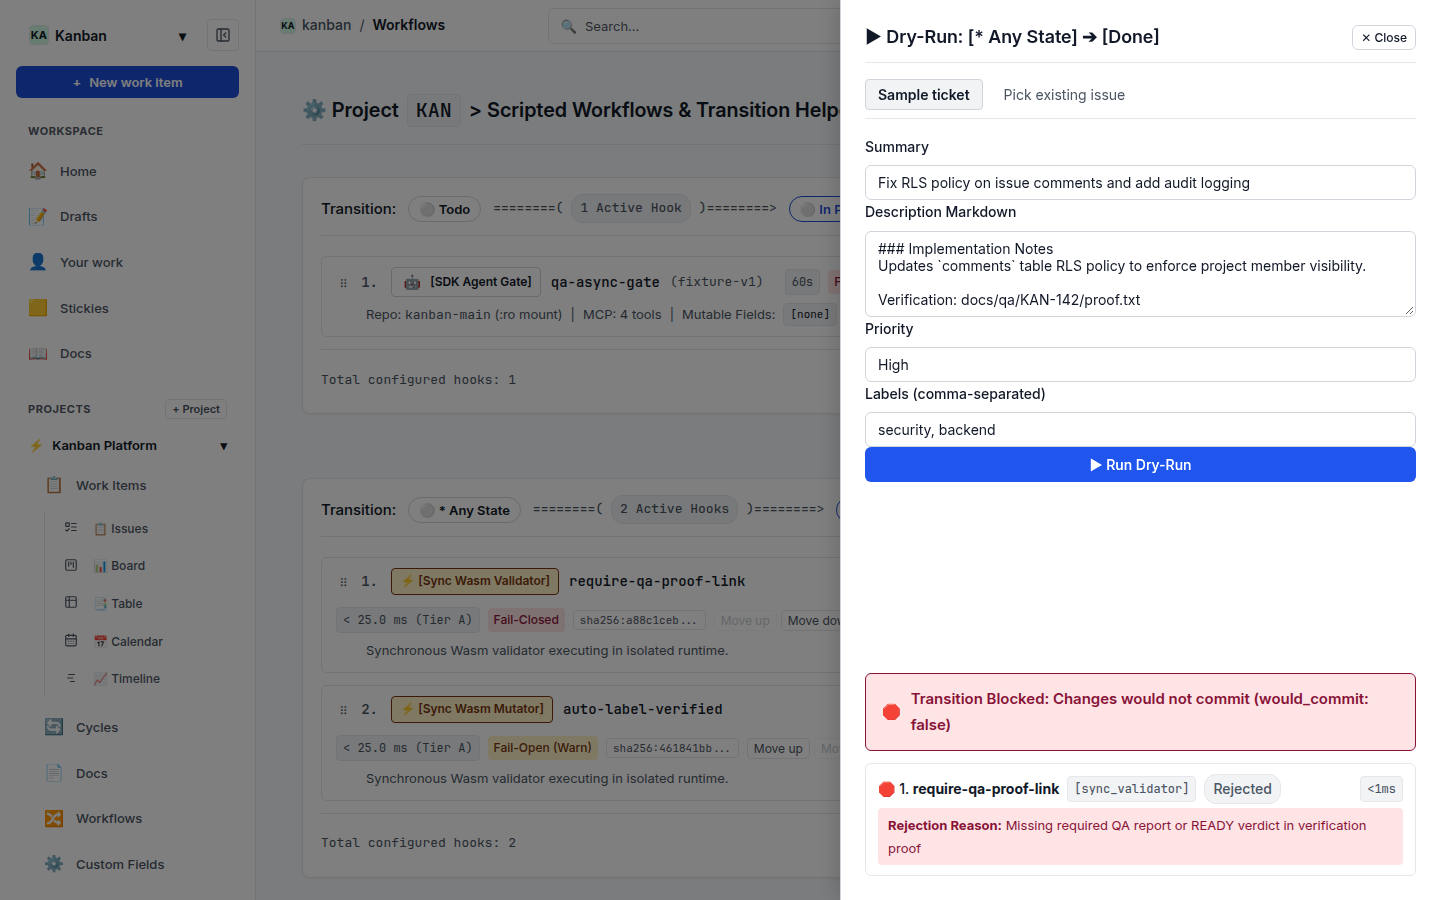 KA Kanban ▾
+ New work item
WORKSPACE
Home
Drafts
Your work
Stickies
Docs
PROJECTS + Project
Kanban Platform ▾
Work Items
Issues
Board
Table
Calendar
Timeline
Cycles
Docs
Workflows
Custom Fields
KA kanban / Workflows
Search...
Project KAN > Scripted Workflows & Transition Help
Transition: Todo ========( 1 Active Hook )========> In P
1. [SDK Agent Gate] qa-async-gate (fixture-v1) 60s F
Repo: kanban-main (:ro mount) | MCP: 4 tools | Mutable Fields: [none]
Total configured hooks: 1
Transition: * Any State ========( 2 Active Hooks )========>
1. [Sync Wasm Validator] require-qa-proof-link
< 25.0 ms (Tier A) Fail-Closed sha256:a88c1ceb... Move up Move dow
Synchronous Wasm validator executing in isolated runtime.
2. [Sync Wasm Mutator] auto-label-verified
< 25.0 ms (Tier A) Fail-Open (Warn) sha256:461841bb... Move up Mo
Synchronous Wasm validator executing in isolated runtime.
Total configured hooks: 2
▶ Dry-Run: [* Any State] ➔ [Done]
✕ Close
Sample ticket Pick existing issue
Summary
Fix RLS policy on issue comments and add audit logging
Description Markdown
### Implementation Notes
Updates `comments` table RLS policy to enforce project member visibility.
Verification: docs/qa/KAN-142/proof.txt
Priority
High
Labels (comma-separated)
security, backend
▶ Run Dry-Run
Transition Blocked: Changes would not commit (would_commit:
false)
1. require-qa-proof-link [sync_validator] Rejected <1ms
Rejection Reason: Missing required QA report or READY verdict in verification
proof